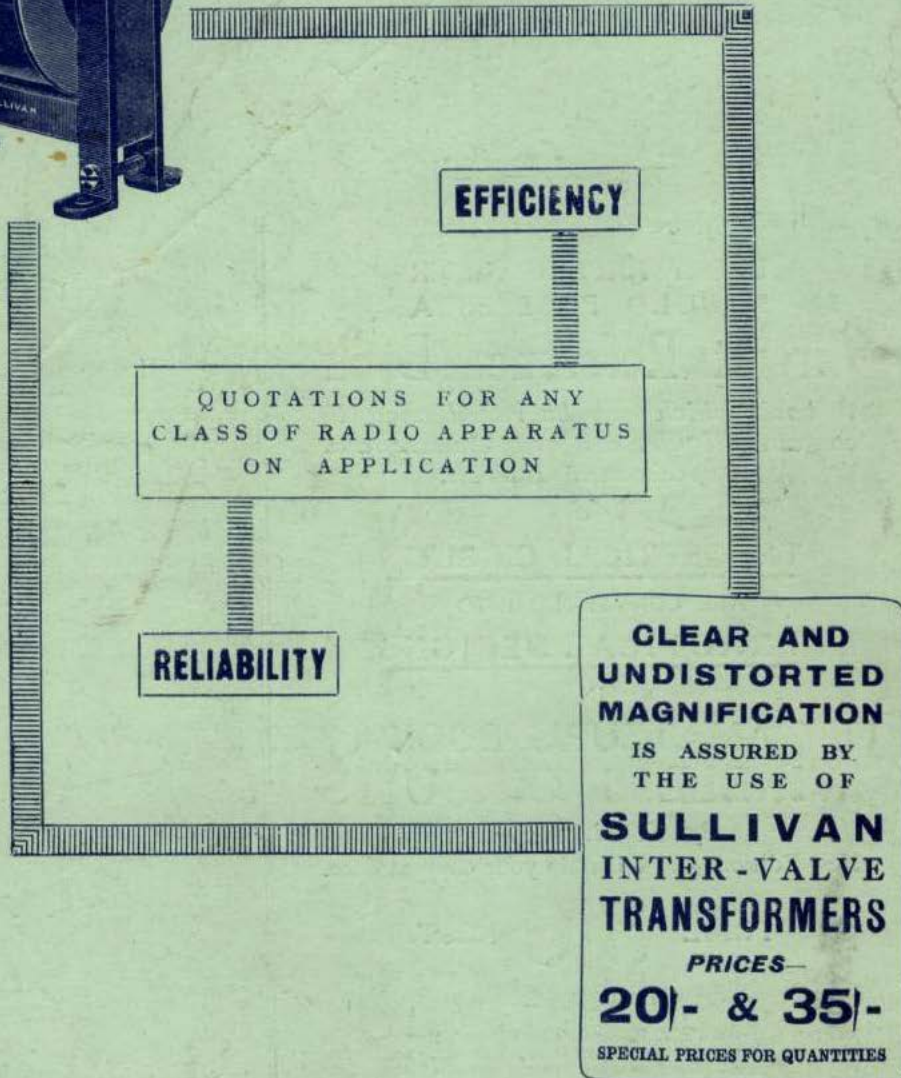 EFFICIENCY
QUOTATIONS FOR ANY
CLASS OF RADIO APPARATUS
ON APPLICATION
RELIABILITY
CLEAR AND
UNDISTORTED
MAGNIFICATION
IS ASSURED BY
THE USE OF
SULLIVAN
INTER-VALVE
TRANSFORMERS
PRICES—
20/- & 35/-
SPECIAL PRICES FOR QUANTITIES